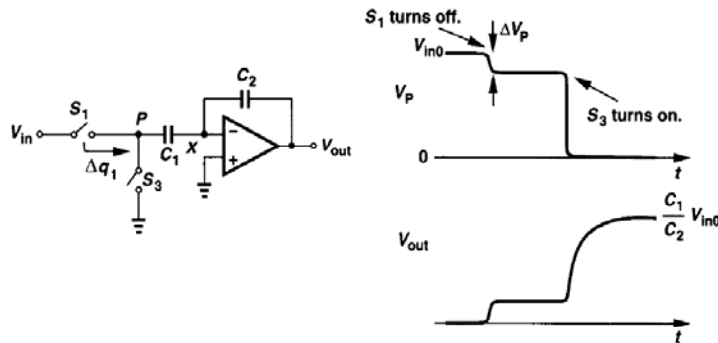 S1 turns off.
ΔVP
Vin0
VP
S3 turns on.
0
t
C2
S1
P
Vin
C1
X
−
+
Vout
Δq1
S3
C1
C2
Vin0
Vout
t